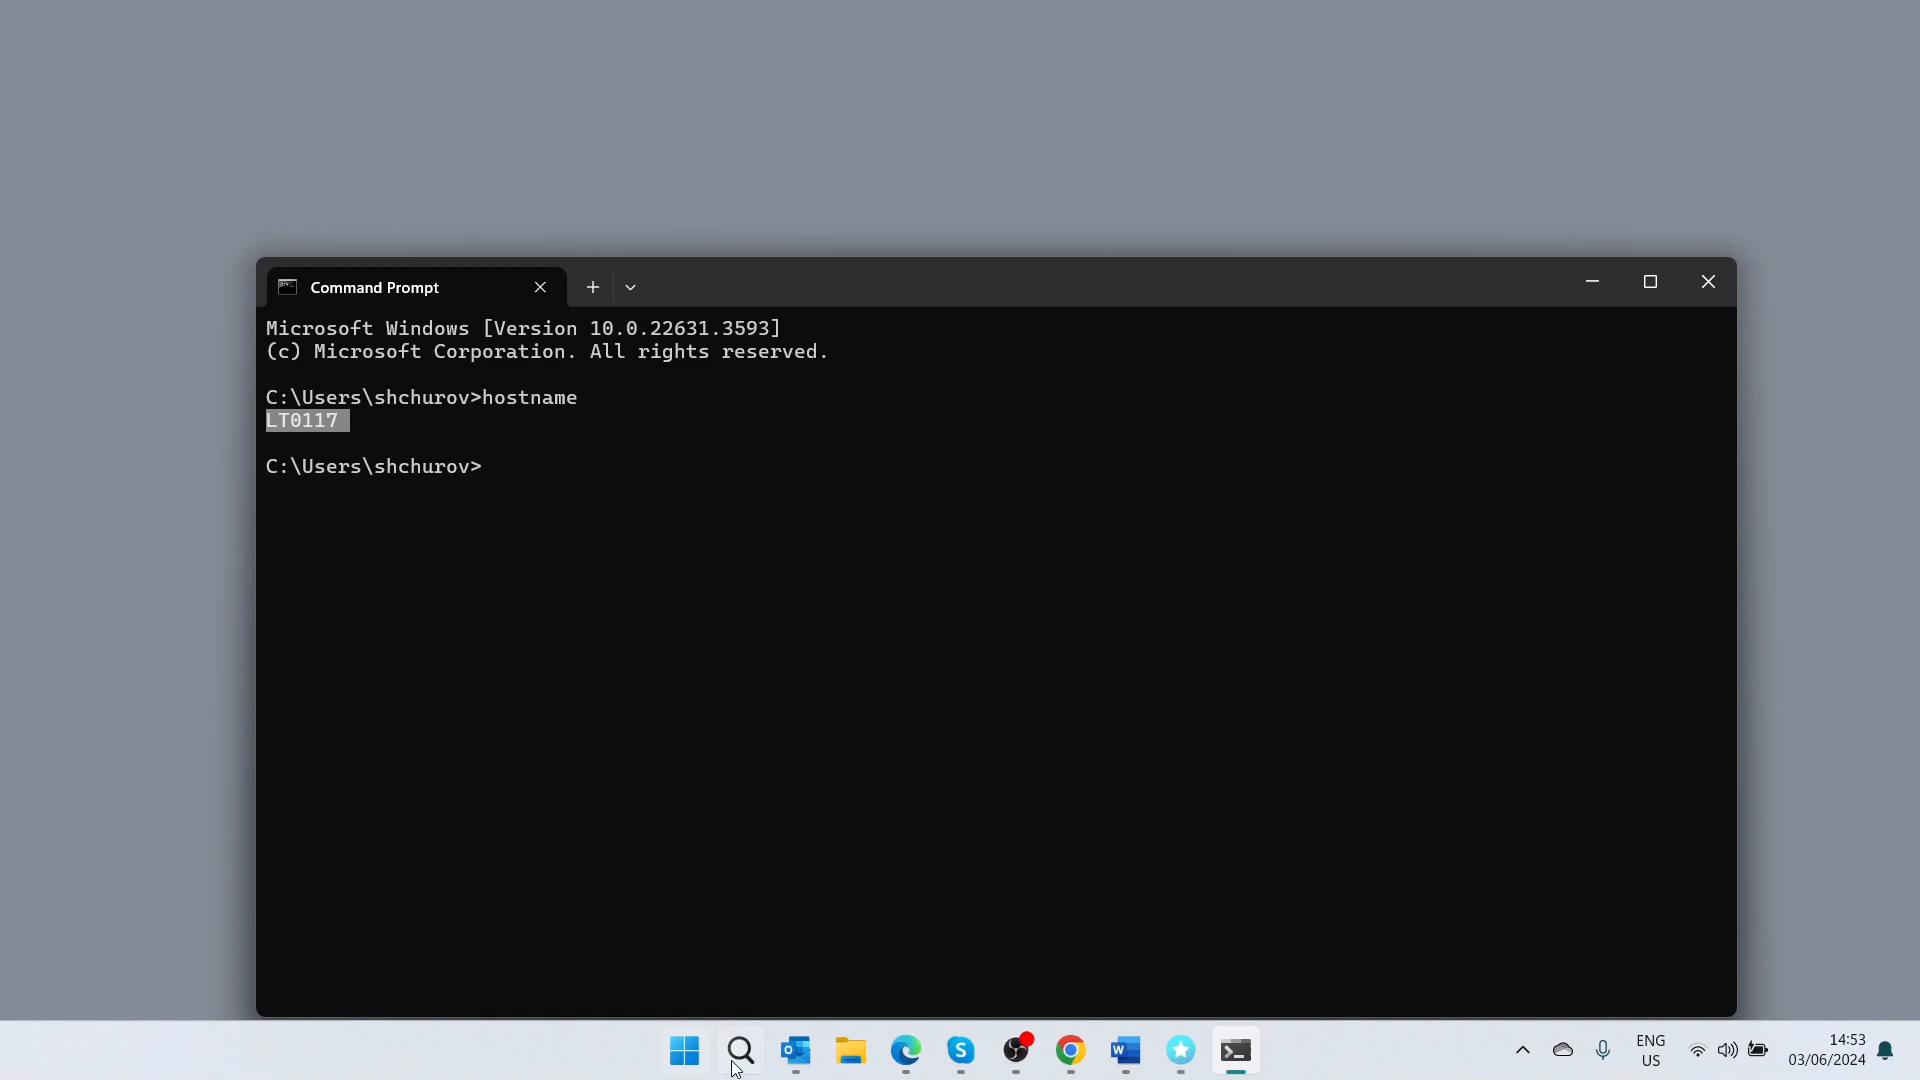 Command Prompt
Microsoft Windows [Version 10.0.22631.3593]
(c) Microsoft Corporation. All rights reserved.
C:\Users\shchurov>hostname
LT0117
C:\Users\shchurov>
ENG
US
14:53
03/06/2024